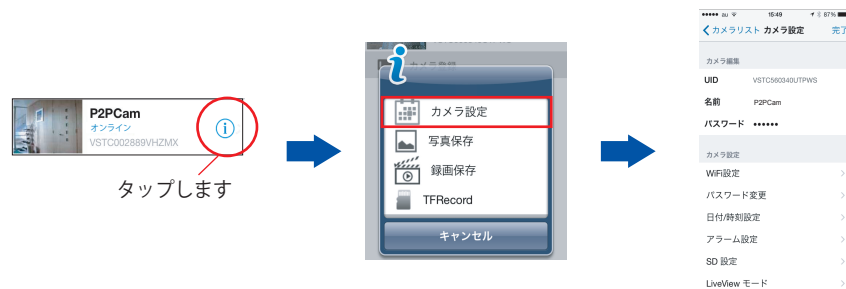 P2PCam
オンライン
VSTC002889VHZMX
タップします
カメラ登録
カメラ設定
写真保存
録画保存
TFRecord
キャンセル
au 15:49 87%
カメラリスト カメラ設定 完了
カメラ編集
UID VSTC560340UTPWS
名前 P2PCam
パスワード ●●●●●●
カメラ設定
WiFi設定
パスワード変更
日付/時刻設定
アラーム設定
SD 設定
LiveView モード